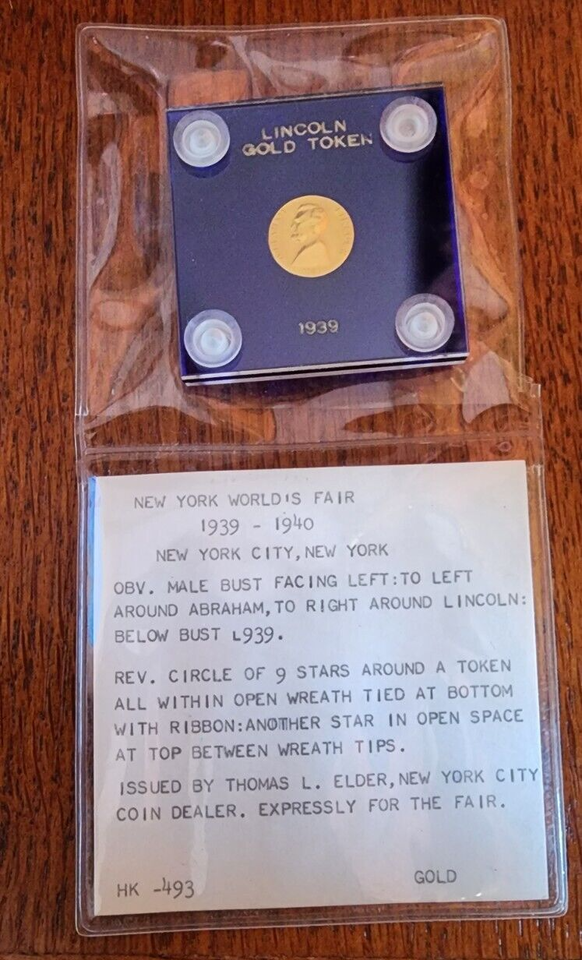 LINCOLN
GOLD TOKEN
1939
NEW YORK WORLD'S FAIR
1939 - 1940
NEW YORK CITY, NEW YORK
OBV. MALE BUST FACING LEFT:TO LEFT
AROUND ABRAHAM, TO RIGHT AROUND LINCOLN:
BELOW BUST L939.
REV. CIRCLE OF 9 STARS AROUND A TOKEN
ALL WITHIN OPEN WREATH TIED AT BOTTOM
WITH RIBBON:ANOTHER STAR IN OPEN SPACE
AT TOP BETWEEN WREATH TIPS.
ISSUED BY THOMAS L. ELDER, NEW YORK CITY
COIN DEALER. EXPRESSLY FOR THE FAIR.
HK -493
GOLD